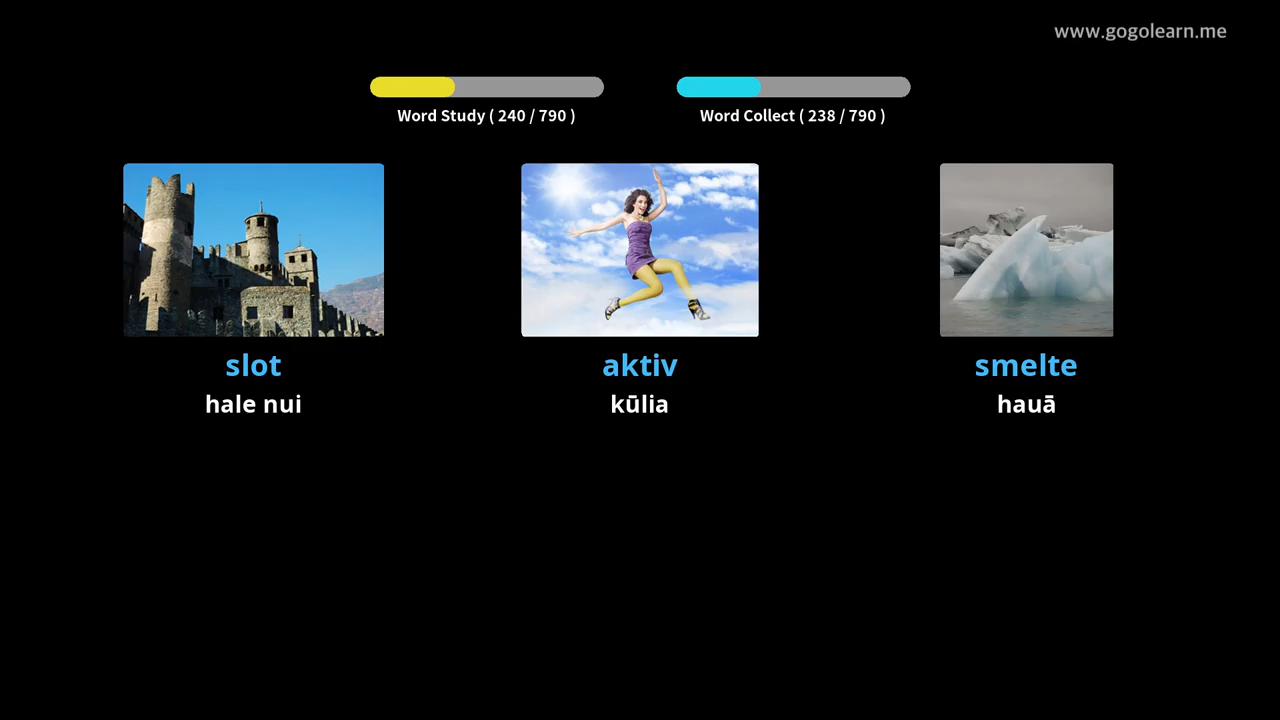 www.gogolearn.me
Word Study ( 240 / 790 )
Word Collect ( 238 / 790 )
slot
aktiv
smelte
hale nui
kūlia
hauā